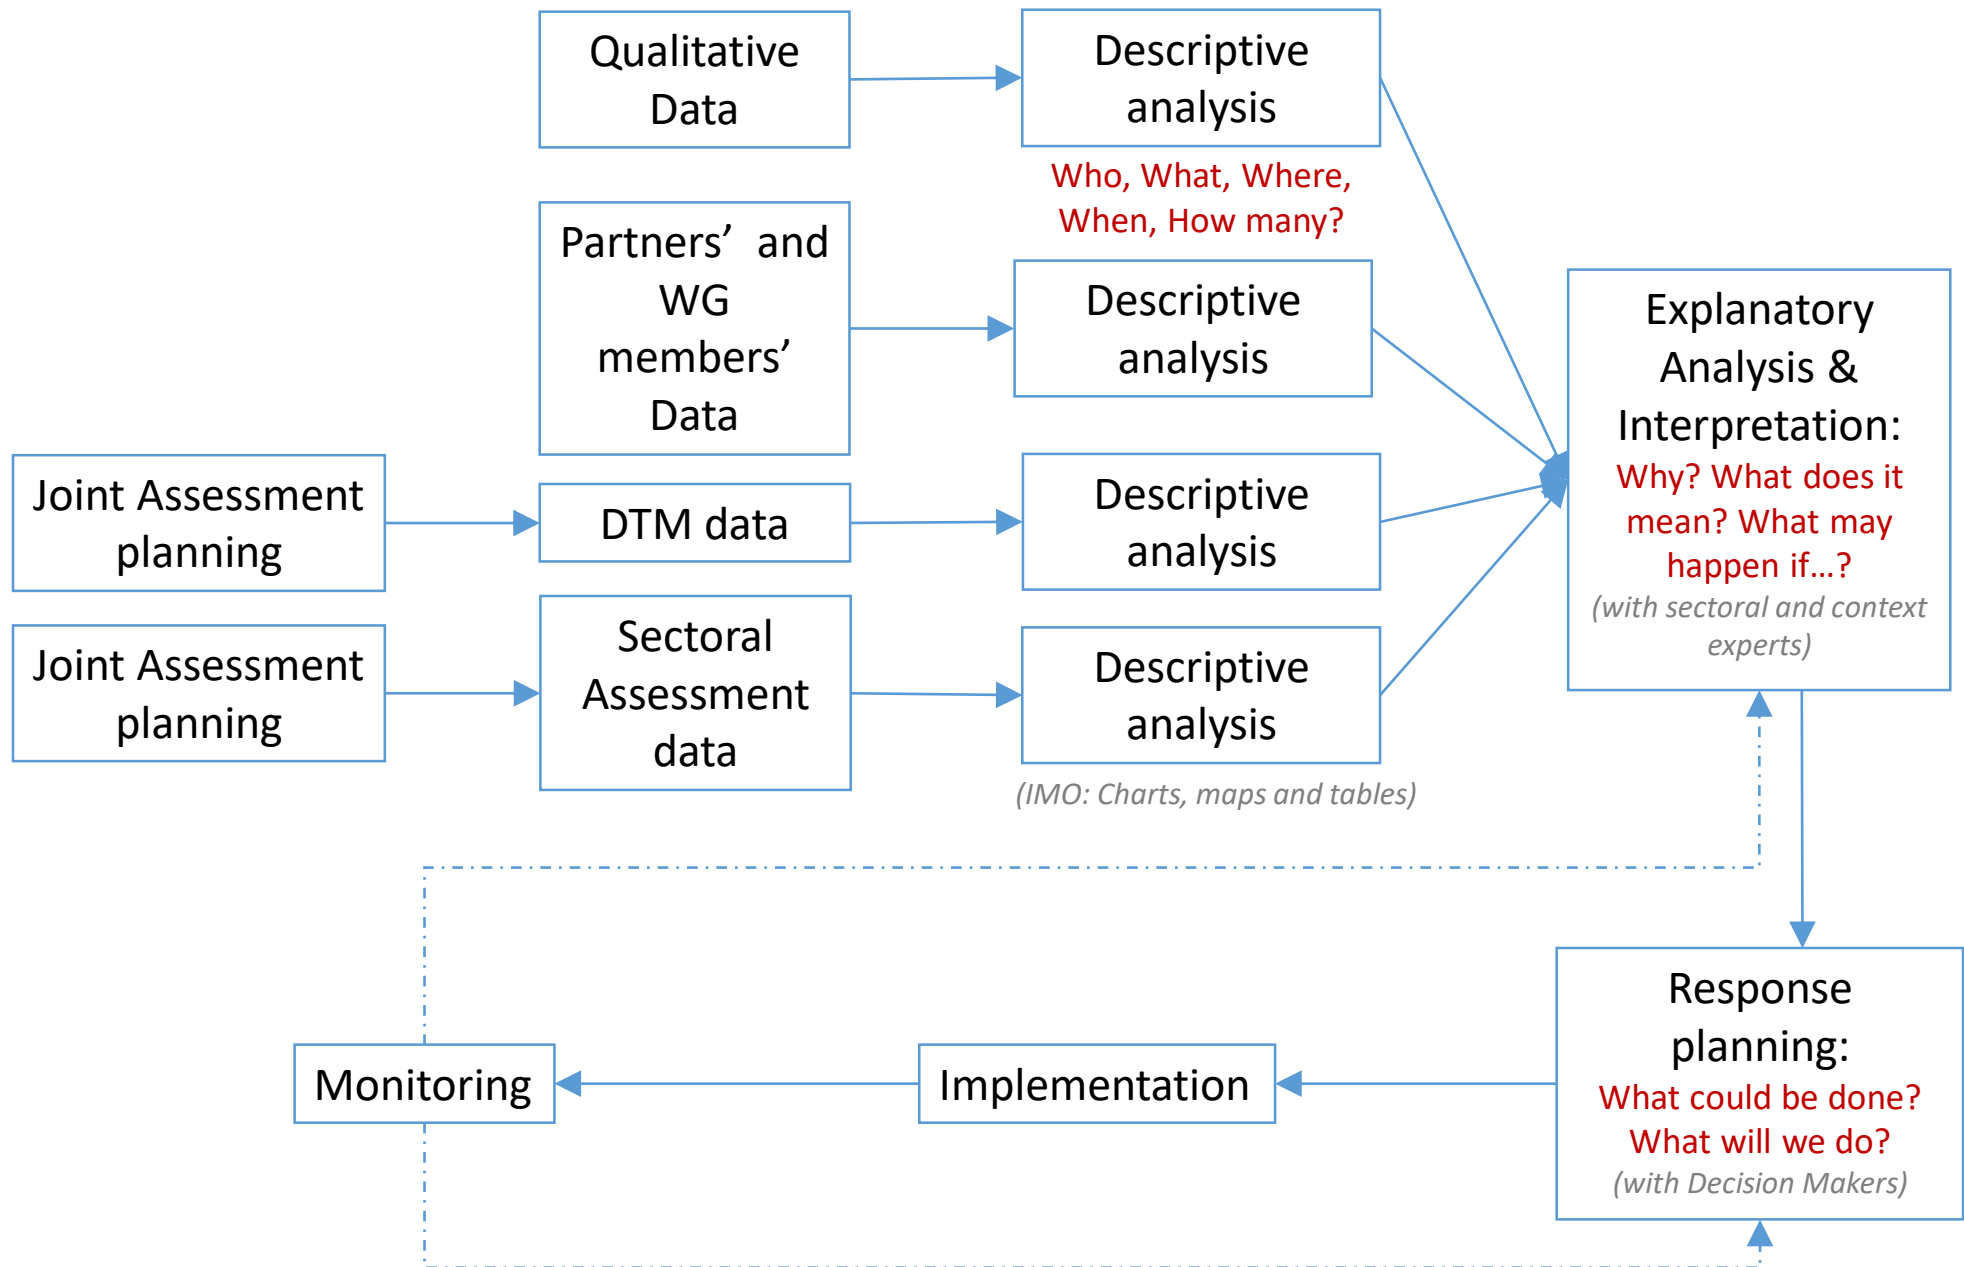 Qualitative
Data
Descriptive
analysis
Who, What, Where,
When, How many?
Partners’ and
WG
members’
Data
Descriptive
analysis
Joint Assessment
planning
DTM data
Descriptive
analysis
Joint Assessment
planning
Sectoral
Assessment
data
Descriptive
analysis
(IMO: Charts, maps and tables)
Explanatory
Analysis &
Interpretation:
Why? What does it
mean? What may
happen if...?
(with sectoral and context
experts)
Response
planning:
What could be done?
What will we do?
(with Decision Makers)
Implementation
Monitoring